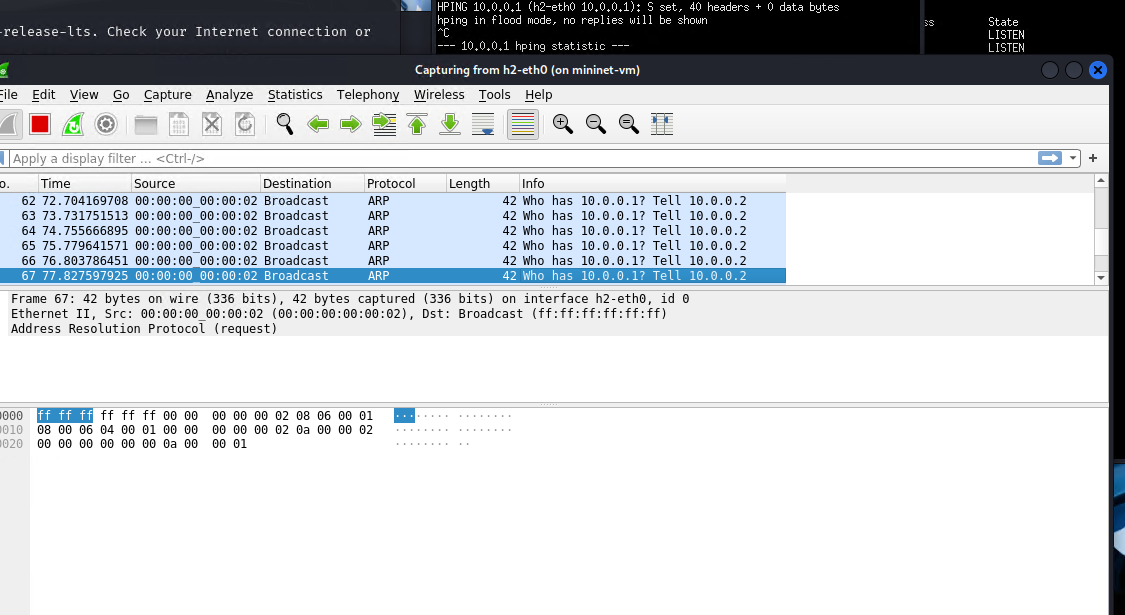 -release-lts. Check your Internet connection or
HPING 10.0.0.1 (h2-eth0 10.0.0.1): S set, 40 headers + 0 data bytes
hping in flood mode, no replies will be shown
^C
--- 10.0.0.1 hping statistic ---
ss State
LISTEN
LISTEN
Capturing from h2-eth0 (on mininet-vm)
File Edit View Go Capture Analyze Statistics Telephony Wireless Tools Help
Apply a display filter ... <Ctrl-/>
o. Time Source Destination Protocol Length Info
62 72.704169708 00:00:00_00:00:02 Broadcast ARP 42 Who has 10.0.0.1? Tell 10.0.0.2
63 73.731751513 00:00:00_00:00:02 Broadcast ARP 42 Who has 10.0.0.1? Tell 10.0.0.2
64 74.755666895 00:00:00_00:00:02 Broadcast ARP 42 Who has 10.0.0.1? Tell 10.0.0.2
65 75.779641571 00:00:00_00:00:02 Broadcast ARP 42 Who has 10.0.0.1? Tell 10.0.0.2
66 76.803786451 00:00:00_00:00:02 Broadcast ARP 42 Who has 10.0.0.1? Tell 10.0.0.2
67 77.827597925 00:00:00_00:00:02 Broadcast ARP 42 Who has 10.0.0.1? Tell 10.0.0.2
Frame 67: 42 bytes on wire (336 bits), 42 bytes captured (336 bits) on interface h2-eth0, id 0
Ethernet II, Src: 00:00:00_00:00:02 (00:00:00:00:00:02), Dst: Broadcast (ff:ff:ff:ff:ff:ff)
Address Resolution Protocol (request)
0000 ff ff ff ff ff ff 00 00 00 00 00 02 08 06 00 01 ········ ········
0010 08 00 06 04 00 01 00 00 00 00 00 02 0a 00 00 02 ········ ········
0020 00 00 00 00 00 00 0a 00 00 01 ········ ··